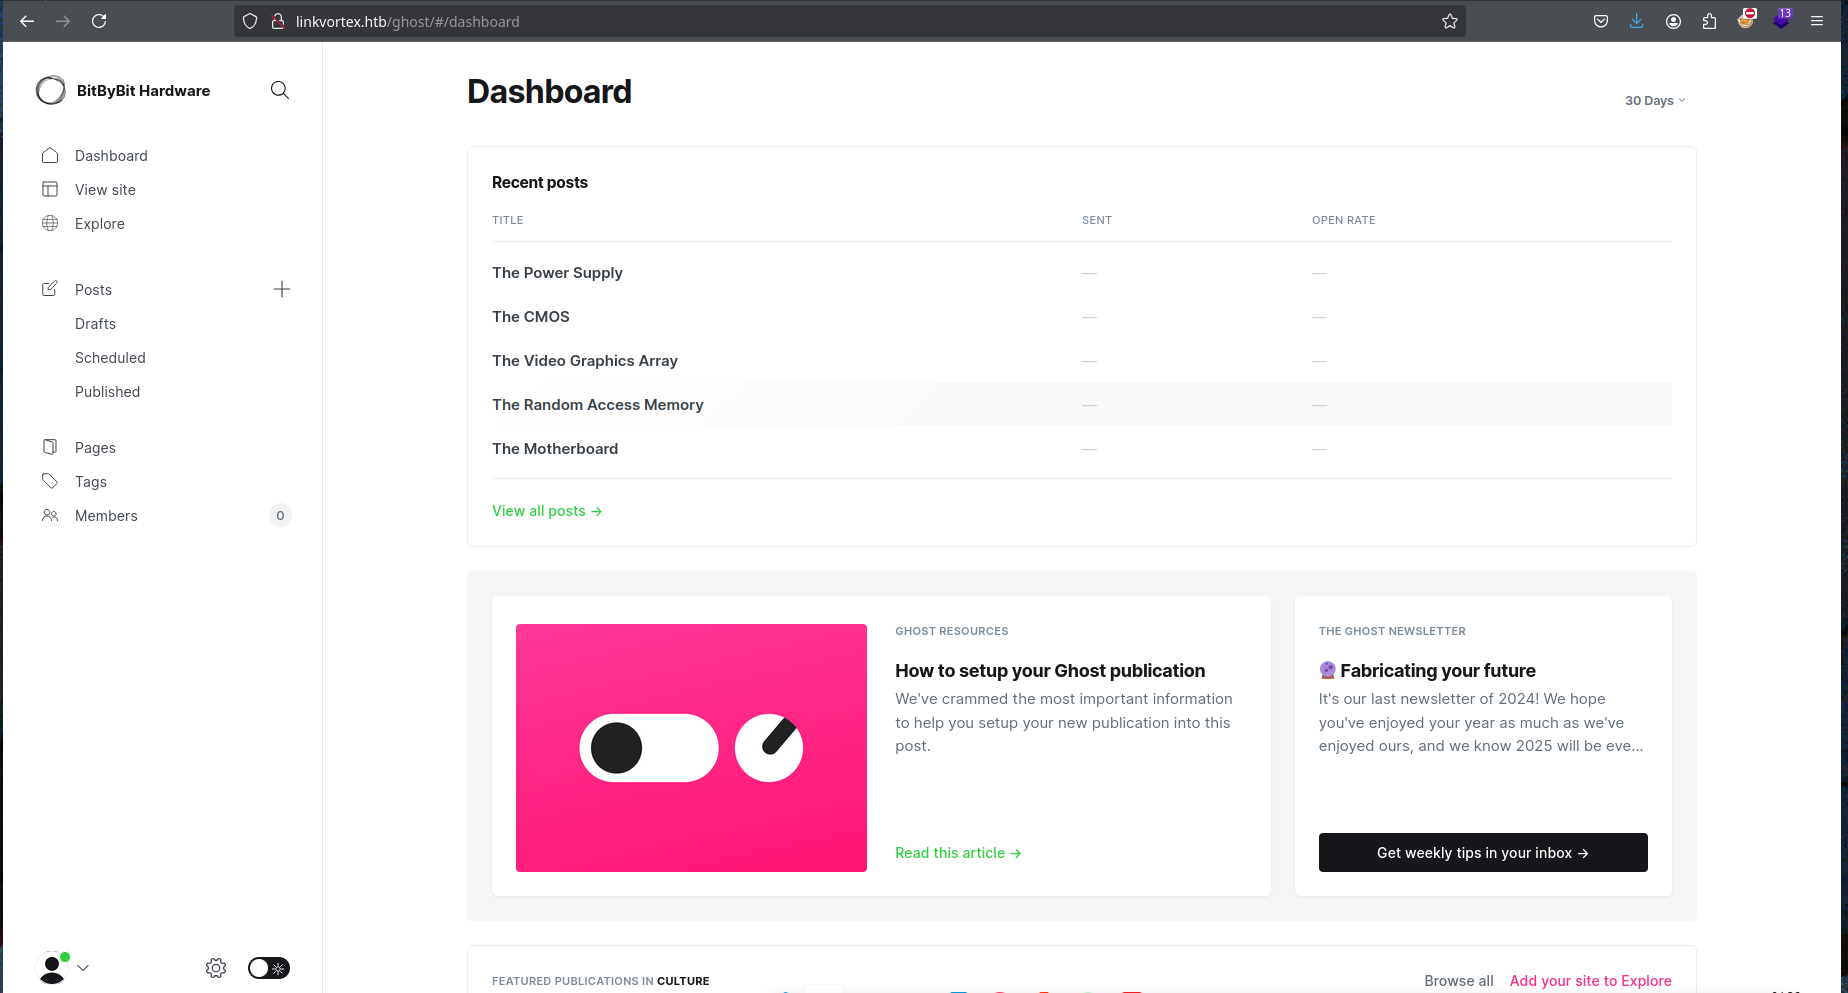 linkvortex.htb/ghost/#/dashboard
13
BitByBit Hardware
Dashboard
View site
Explore
Posts
Drafts
Scheduled
Published
Pages
Tags
Members 0
Dashboard
30 Days
Recent posts
TITLE SENT OPEN RATE
The Power Supply — —
The CMOS — —
The Video Graphics Array — —
The Random Access Memory — —
The Motherboard — —
View all posts →
GHOST RESOURCES
How to setup your Ghost publication
We've crammed the most important information
to help you setup your new publication into this
post.
Read this article →
THE GHOST NEWSLETTER
🔮 Fabricating your future
It's our last newsletter of 2024! We hope
you've enjoyed your year as much as we've
enjoyed ours, and we know 2025 will be eve...
Get weekly tips in your inbox →
FEATURED PUBLICATIONS IN CULTURE
Browse all Add your site to Explore